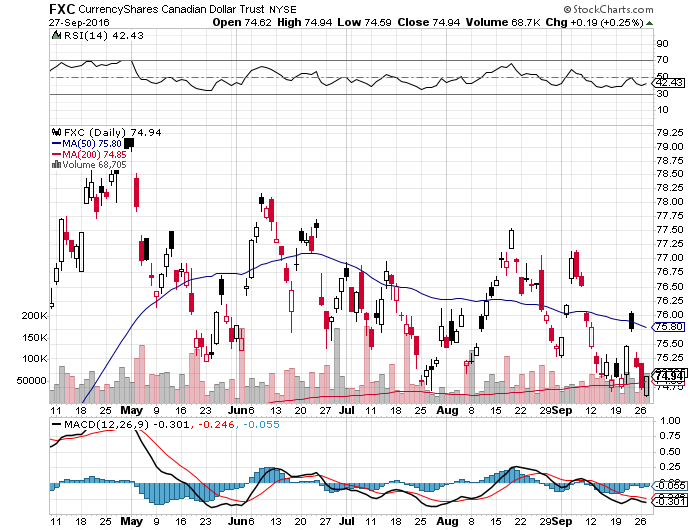 FXC CurrencyShares Canadian Dollar Trust NYSE
© StockCharts.com
27-Sep-2016
Open 74.62 High 74.94 Low 74.59 Close 74.94 Volume 68.7K Chg +0.19 (+0.25%)
RSI(14) 42.43
90
70
50
42.43
30
10
FXC (Daily) 74.94
MA(50) 75.80
MA(200) 74.85
Volume 68,705
79.25
79.00
78.75
78.50
78.25
78.00
77.75
77.50
77.25
77.00
76.75
76.50
76.25
76.00
75.80
75.50
75.25
74.94
74.75
200K
150K
100K
50000
11 18 25 May 9 16 23 Jun 6 13 20 27 Jul 11 18 25 Aug 8 15 22 29 Sep 12 19 26
MACD(12,26,9) -0.301, -0.246, -0.055
1.00
0.75
0.50
0.25
0.00
-0.055
-0.301
11 18 25 May 9 16 23 Jun 6 13 20 27 Jul 11 18 25 Aug 8 15 22 29 Sep 12 19 26